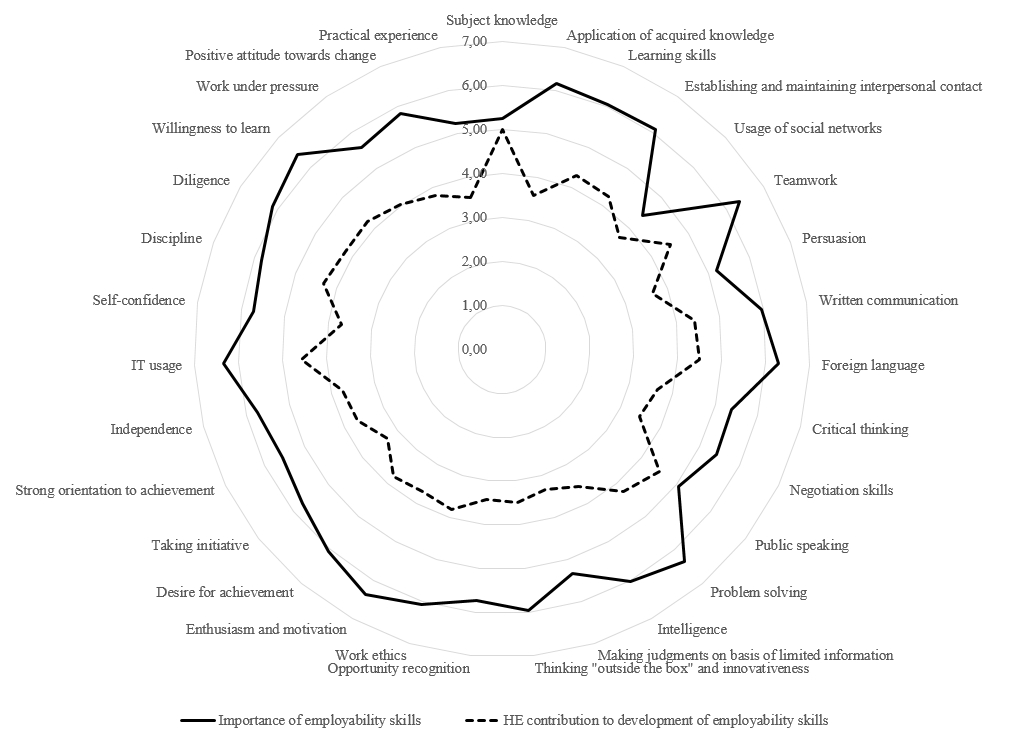 Subject knowledge
Practical experience
Application of acquired knowledge
7,00
Positive attitude towards change
Learning skills
Work under pressure
6,00
Establishing and maintaining interpersonal contact
Willingness to learn
5,00
Usage of social networks
Diligence
4,00
Teamwork
Discipline
3,00
Persuasion
2,00
Self-confidence
1,00
Written communication
0,00
IT usage
Foreign language
Independence
Critical thinking
Strong orientation to achievement
Negotiation skills
Taking initiative
Public speaking
Desire for achievement
Problem solving
Enthusiasm and motivation
Intelligence
Work ethics
Making judgments on basis of limited information
Opportunity recognition
Thinking "outside the box" and innovativeness
Importance of employability skills
HE contribution to development of employability skills